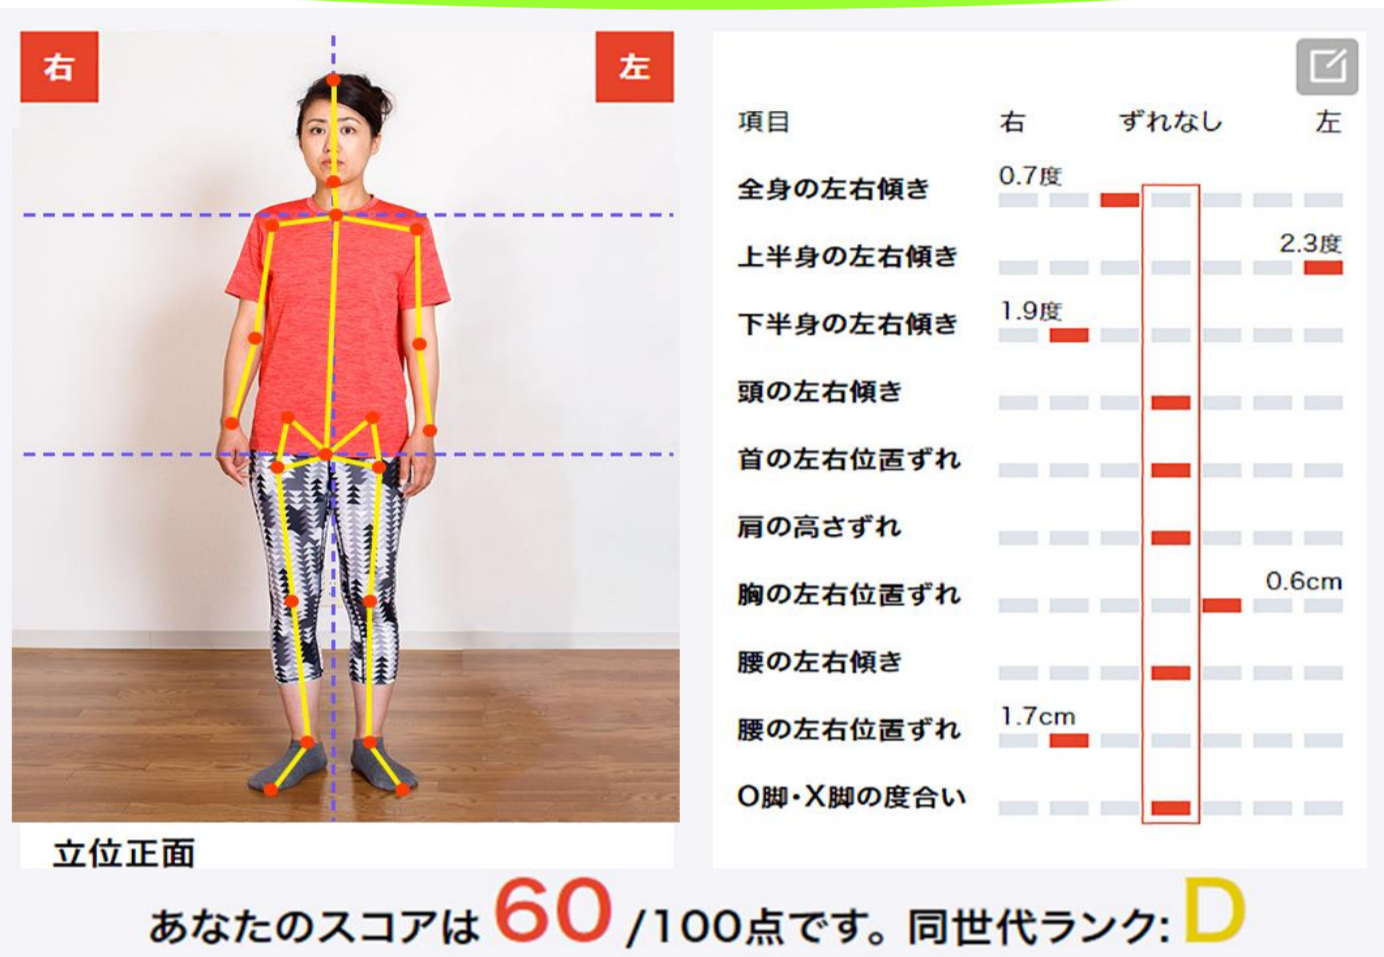 右
左
立位正面
項目 右 ずれなし 左
全身の左右傾き 0.7度
上半身の左右傾き 2.3度
下半身の左右傾き 1.9度
頭の左右傾き
首の左右位置ずれ
肩の高さずれ
胸の左右位置ずれ 0.6cm
腰の左右傾き
腰の左右位置ずれ 1.7cm
O脚・X脚の度合い
あなたのスコアは60/100点です。同世代ランク:D